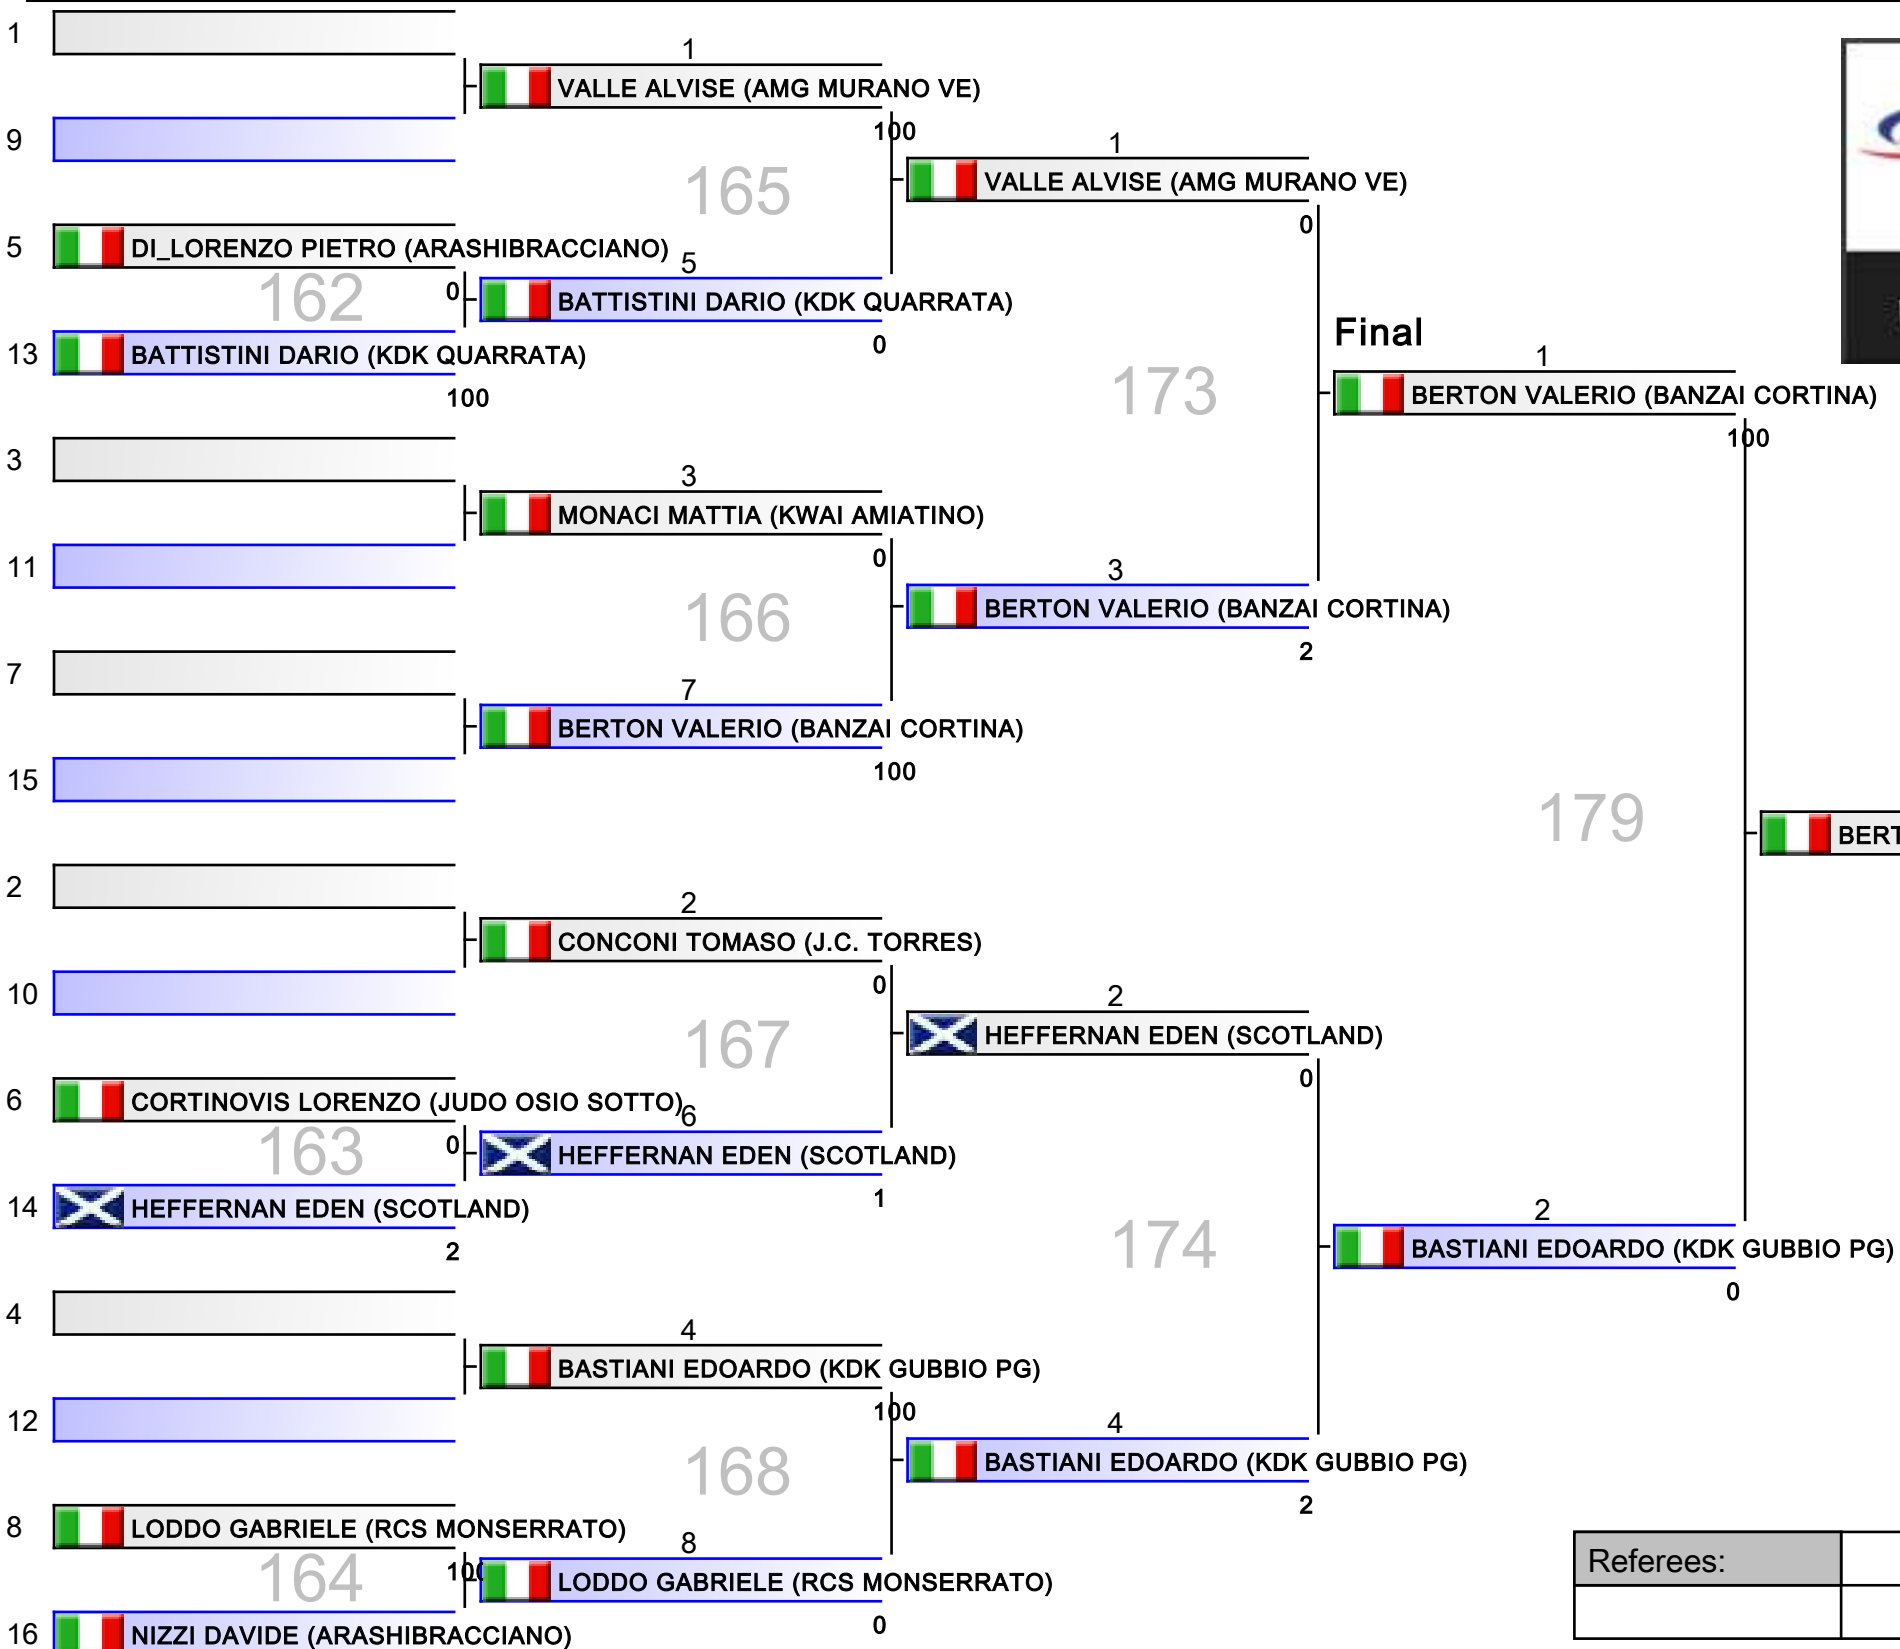 1
1
VALLE ALVISE (AMG MURANO VE)
100
9
1
VALLE ALVISE (AMG MURANO VE)
0
165
5
DI_LORENZO PIETRO (ARASHIBRACCIANO)
5
162
0
BATTISTINI DARIO (KDK QUARRATA)
0
13
BATTISTINI DARIO (KDK QUARRATA)
100
Final
1
BERTON VALERIO (BANZAI CORTINA)
100
173
3
3
MONACI MATTIA (KWAI AMIATINO)
0
11
3
BERTON VALERIO (BANZAI CORTINA)
2
166
7
7
BERTON VALERIO (BANZAI CORTINA)
100
15
179
BERT
2
2
CONCONI TOMASO (J.C. TORRES)
0
10
2
HEFFERNAN EDEN (SCOTLAND)
0
167
6
CORTINOVIS LORENZO (JUDO OSIO SOTTO)
6
163
0
HEFFERNAN EDEN (SCOTLAND)
1
14
HEFFERNAN EDEN (SCOTLAND)
2
174
2
BASTIANI EDOARDO (KDK GUBBIO PG)
0
4
4
BASTIANI EDOARDO (KDK GUBBIO PG)
100
12
4
BASTIANI EDOARDO (KDK GUBBIO PG)
2
168
8
LODDO GABRIELE (RCS MONSERRATO)
8
164
100
LODDO GABRIELE (RCS MONSERRATO)
0
16
NIZZI DAVIDE (ARASHIBRACCIANO)
Referees: